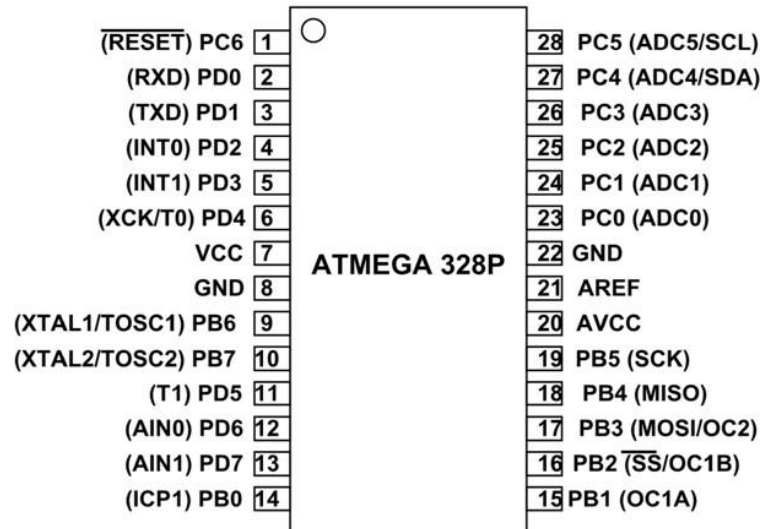 (RESET) PC6 1
(RXD) PD0 2
(TXD) PD1 3
(INT0) PD2 4
(INT1) PD3 5
(XCK/T0) PD4 6
VCC 7
GND 8
(XTAL1/TOSC1) PB6 9
(XTAL2/TOSC2) PB7 10
(T1) PD5 11
(AIN0) PD6 12
(AIN1) PD7 13
(ICP1) PB0 14
ATMEGA 328P
28 PC5 (ADC5/SCL)
27 PC4 (ADC4/SDA)
26 PC3 (ADC3)
25 PC2 (ADC2)
24 PC1 (ADC1)
23 PC0 (ADC0)
22 GND
21 AREF
20 AVCC
19 PB5 (SCK)
18 PB4 (MISO)
17 PB3 (MOSI/OC2)
16 PB2 (SS/OC1B)
15 PB1 (OC1A)